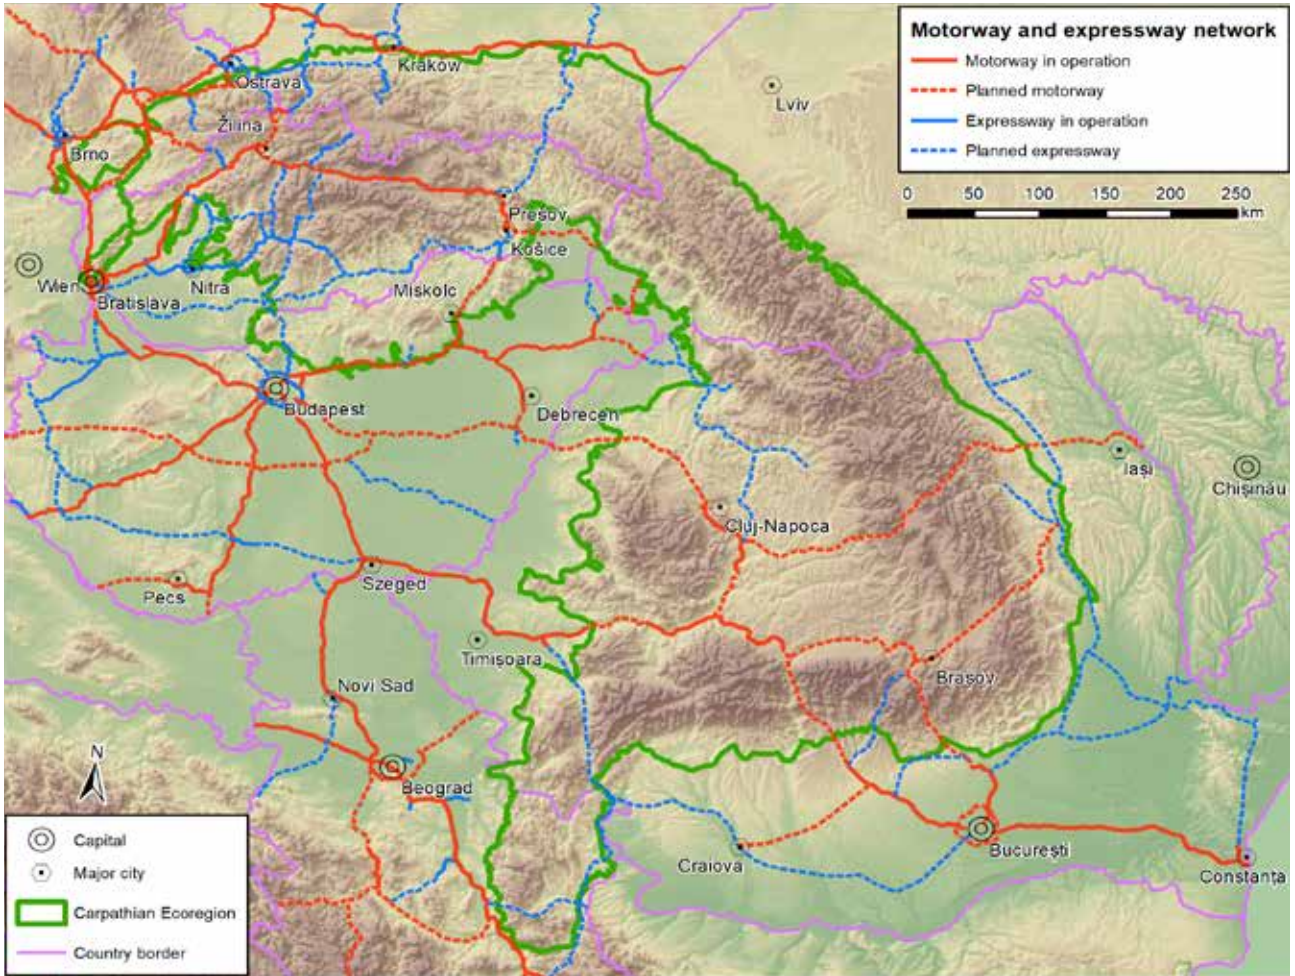 Motorway and expressway network
Motorway in operation
Planned motorway
Expressway in operation
Planned expressway
0 50 100 150 200 250
km
Krakow
Ostrava
Lviv
Žilina
Brno
Prešov
Košice
Wien
Bratislava
Nitra
Miskolc
Budapest
Debrecen
Iași
Chișinău
Cluj-Napoca
Szeged
Pecs
Timișoara
Brașov
Novi Sad
N
Beograd
București
Craiova
Constanța
Capital
Major city
Carpathian Ecoregion
Country border